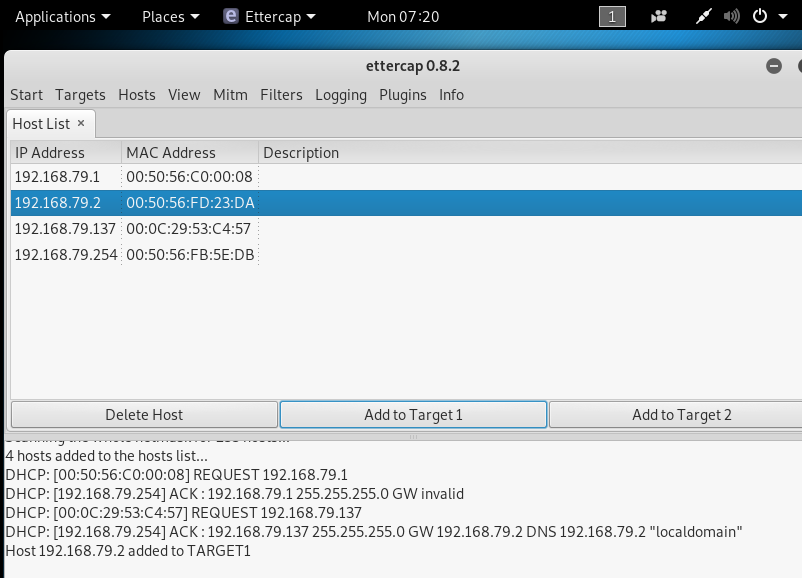 Applications Places Ettercap Mon 07:20 1
ettercap 0.8.2
Start Targets Hosts View Mitm Filters Logging Plugins Info
Host List ×
IP Address MAC Address Description
192.168.79.1 00:50:56:C0:00:08
192.168.79.2 00:50:56:FD:23:DA
192.168.79.137 00:0C:29:53:C4:57
192.168.79.254 00:50:56:FB:5E:DB
Delete Host Add to Target 1 Add to Target 2
Scanning the whole netmask for 255 hosts...
4 hosts added to the hosts list...
DHCP: [00:50:56:C0:00:08] REQUEST 192.168.79.1
DHCP: [192.168.79.254] ACK : 192.168.79.1 255.255.255.0 GW invalid
DHCP: [00:0C:29:53:C4:57] REQUEST 192.168.79.137
DHCP: [192.168.79.254] ACK : 192.168.79.137 255.255.255.0 GW 192.168.79.2 DNS 192.168.79.2 "localdomain"
Host 192.168.79.2 added to TARGET1